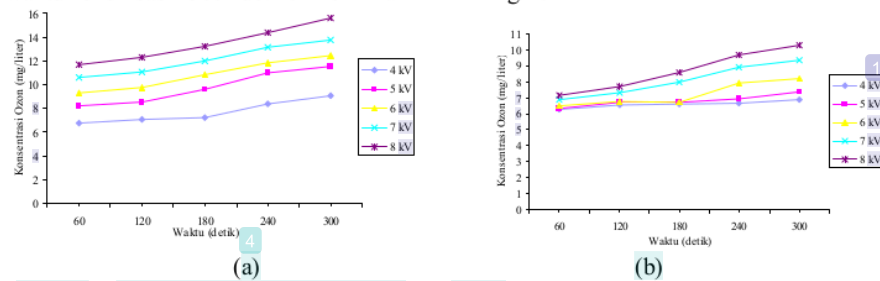 16
14
12
10
8
6
4
2
0
Konsentrasi Ozon (mg/liter)
60 120 180 240 300
Waktu (detik)
4 kV
5 kV
6 kV
7 kV
8 kV
4
(a)
11
10
9
8
7
6
5
4
3
2
1
0
Konsentrasi Ozon (mg/liter)
60 120 180 240 300
Waktu (detik)
1
4 kV
5 kV
6 kV
7 kV
8 kV
(b)